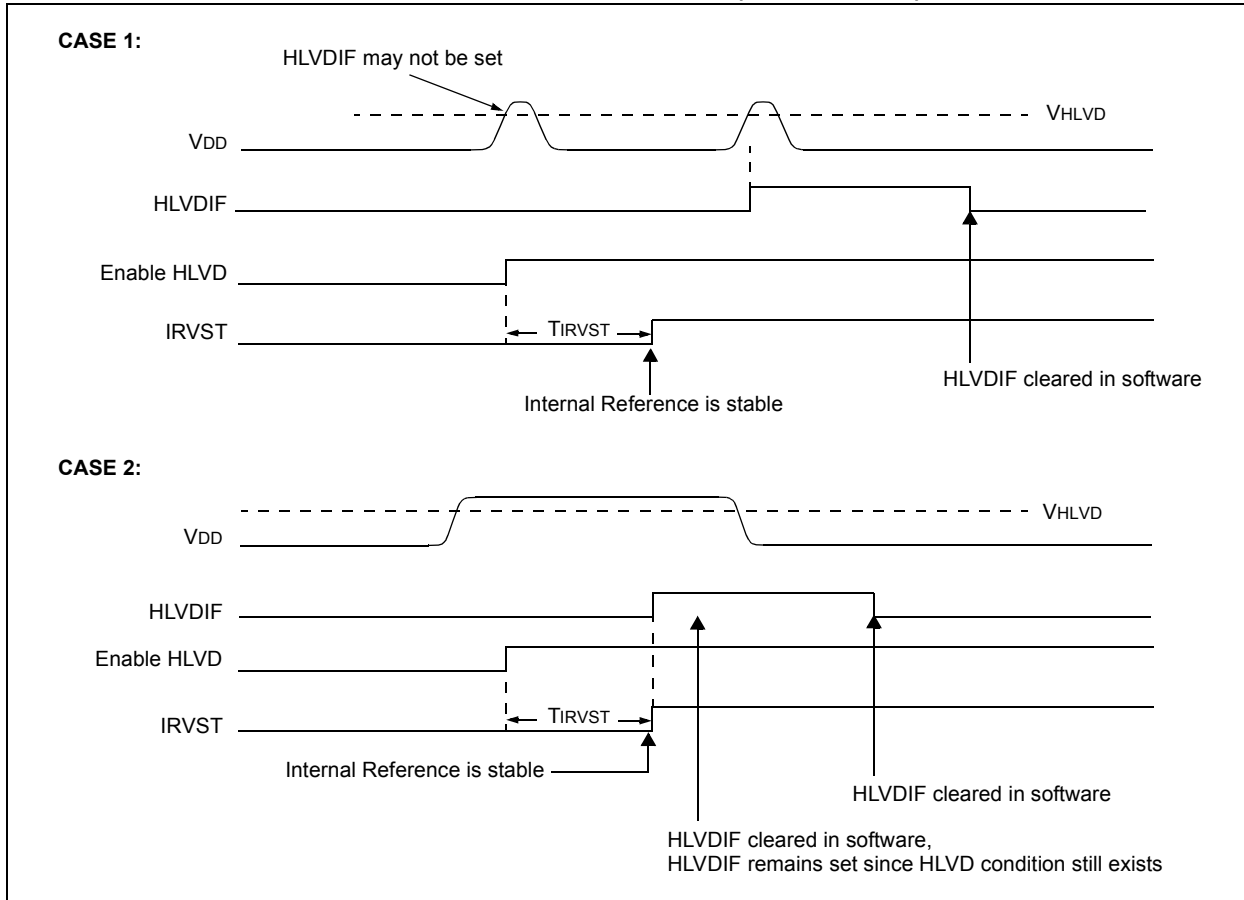 CASE 1:
HLVDIF may not be set
VHLVD
VDD
HLVDIF
Enable HLVD
IRVST
TIRVST
HLVDIF cleared in software
Internal Reference is stable
CASE 2:
VHLVD
VDD
HLVDIF
Enable HLVD
IRVST
TIRVST
Internal Reference is stable
HLVDIF cleared in software
HLVDIF cleared in software,
HLVDIF remains set since HLVD condition still exists